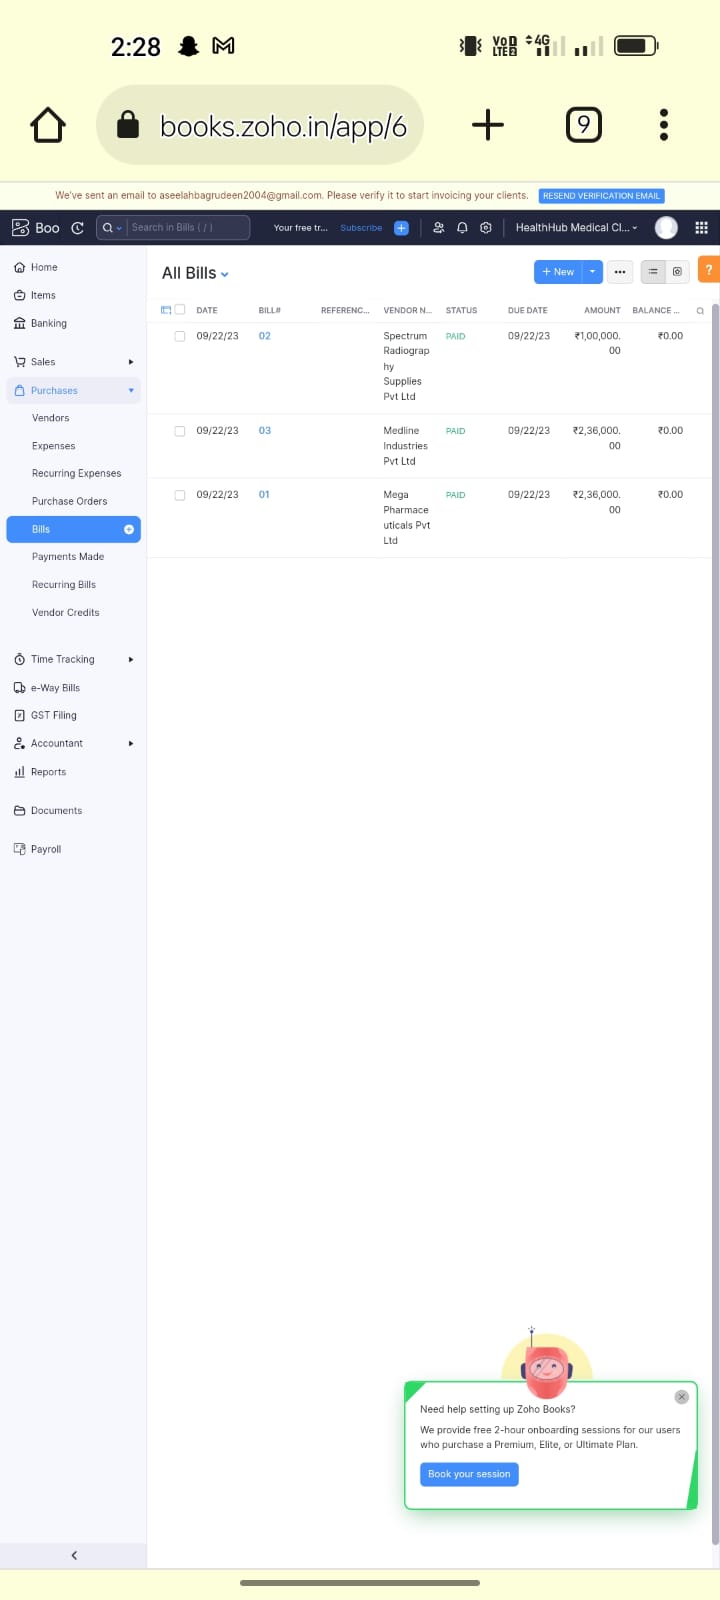 2:28
VoD LTE2 4G
books.zoho.in/app/6
9
We've sent an email to aseelahbagrudeen2004@gmail.com. Please verify it to start invoicing your clients. RESEND VERIFICATION EMAIL
Boo Search in Bills ( / ) Your free tr... Subscribe HealthHub Medical Cl...
Home
Items
Banking
Sales
Purchases
Vendors
Expenses
Recurring Expenses
Purchase Orders
Bills
Payments Made
Recurring Bills
Vendor Credits
Time Tracking
e-Way Bills
GST Filing
Accountant
Reports
Documents
Payroll
All Bills
+ New
?
DATE BILL# REFERENC... VENDOR N... STATUS DUE DATE AMOUNT BALANCE ...
09/22/23 02 Spectrum PAID 09/22/23 ₹1,00,000. ₹0.00
Radiograp 00
hy
Supplies
Pvt Ltd
09/22/23 03 Medline PAID 09/22/23 ₹2,36,000. ₹0.00
Industries 00
Pvt Ltd
09/22/23 01 Mega PAID 09/22/23 ₹2,36,000. ₹0.00
Pharmace 00
uticals Pvt
Ltd
Need help setting up Zoho Books?
We provide free 2-hour onboarding sessions for our users
who purchase a Premium, Elite, or Ultimate Plan.
Book your session